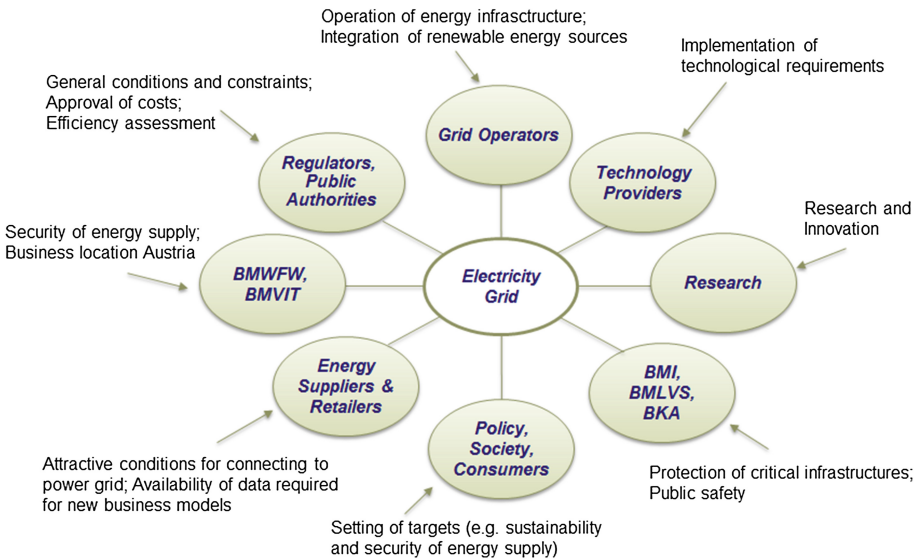 Operation of energy infrasctructure;
Integration of renewable energy sources
Implementation of
technological requirements
General conditions and constraints;
Approval of costs;
Efficiency assessment
Grid Operators
Regulators,
Public
Authorities
Technology
Providers
Research and
Innovation
Security of energy supply;
Business location Austria
BMWFW,
BMVIT
Electricity
Grid
Research
Energy
Suppliers &
Retailers
BMI,
BMLVS,
BKA
Policy,
Society,
Consumers
Attractive conditions for connecting to
power grid; Availability of data required
for new business models
Protection of critical infrastructures;
Public safety
Setting of targets (e.g. sustainability
and security of energy supply)